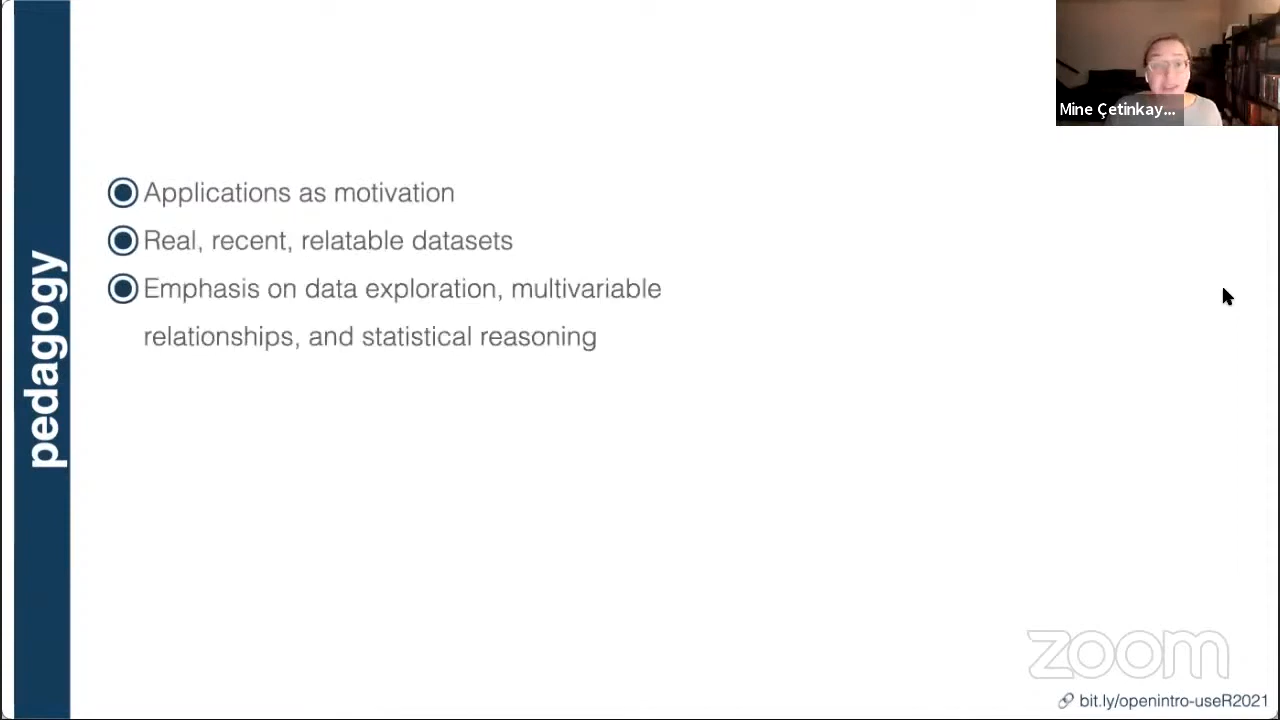 Mine Çetinkay...
pedagogy
Applications as motivation
Real, recent, relatable datasets
Emphasis on data exploration, multivariable
relationships, and statistical reasoning
zoom
bit.ly/openintro-useR2021